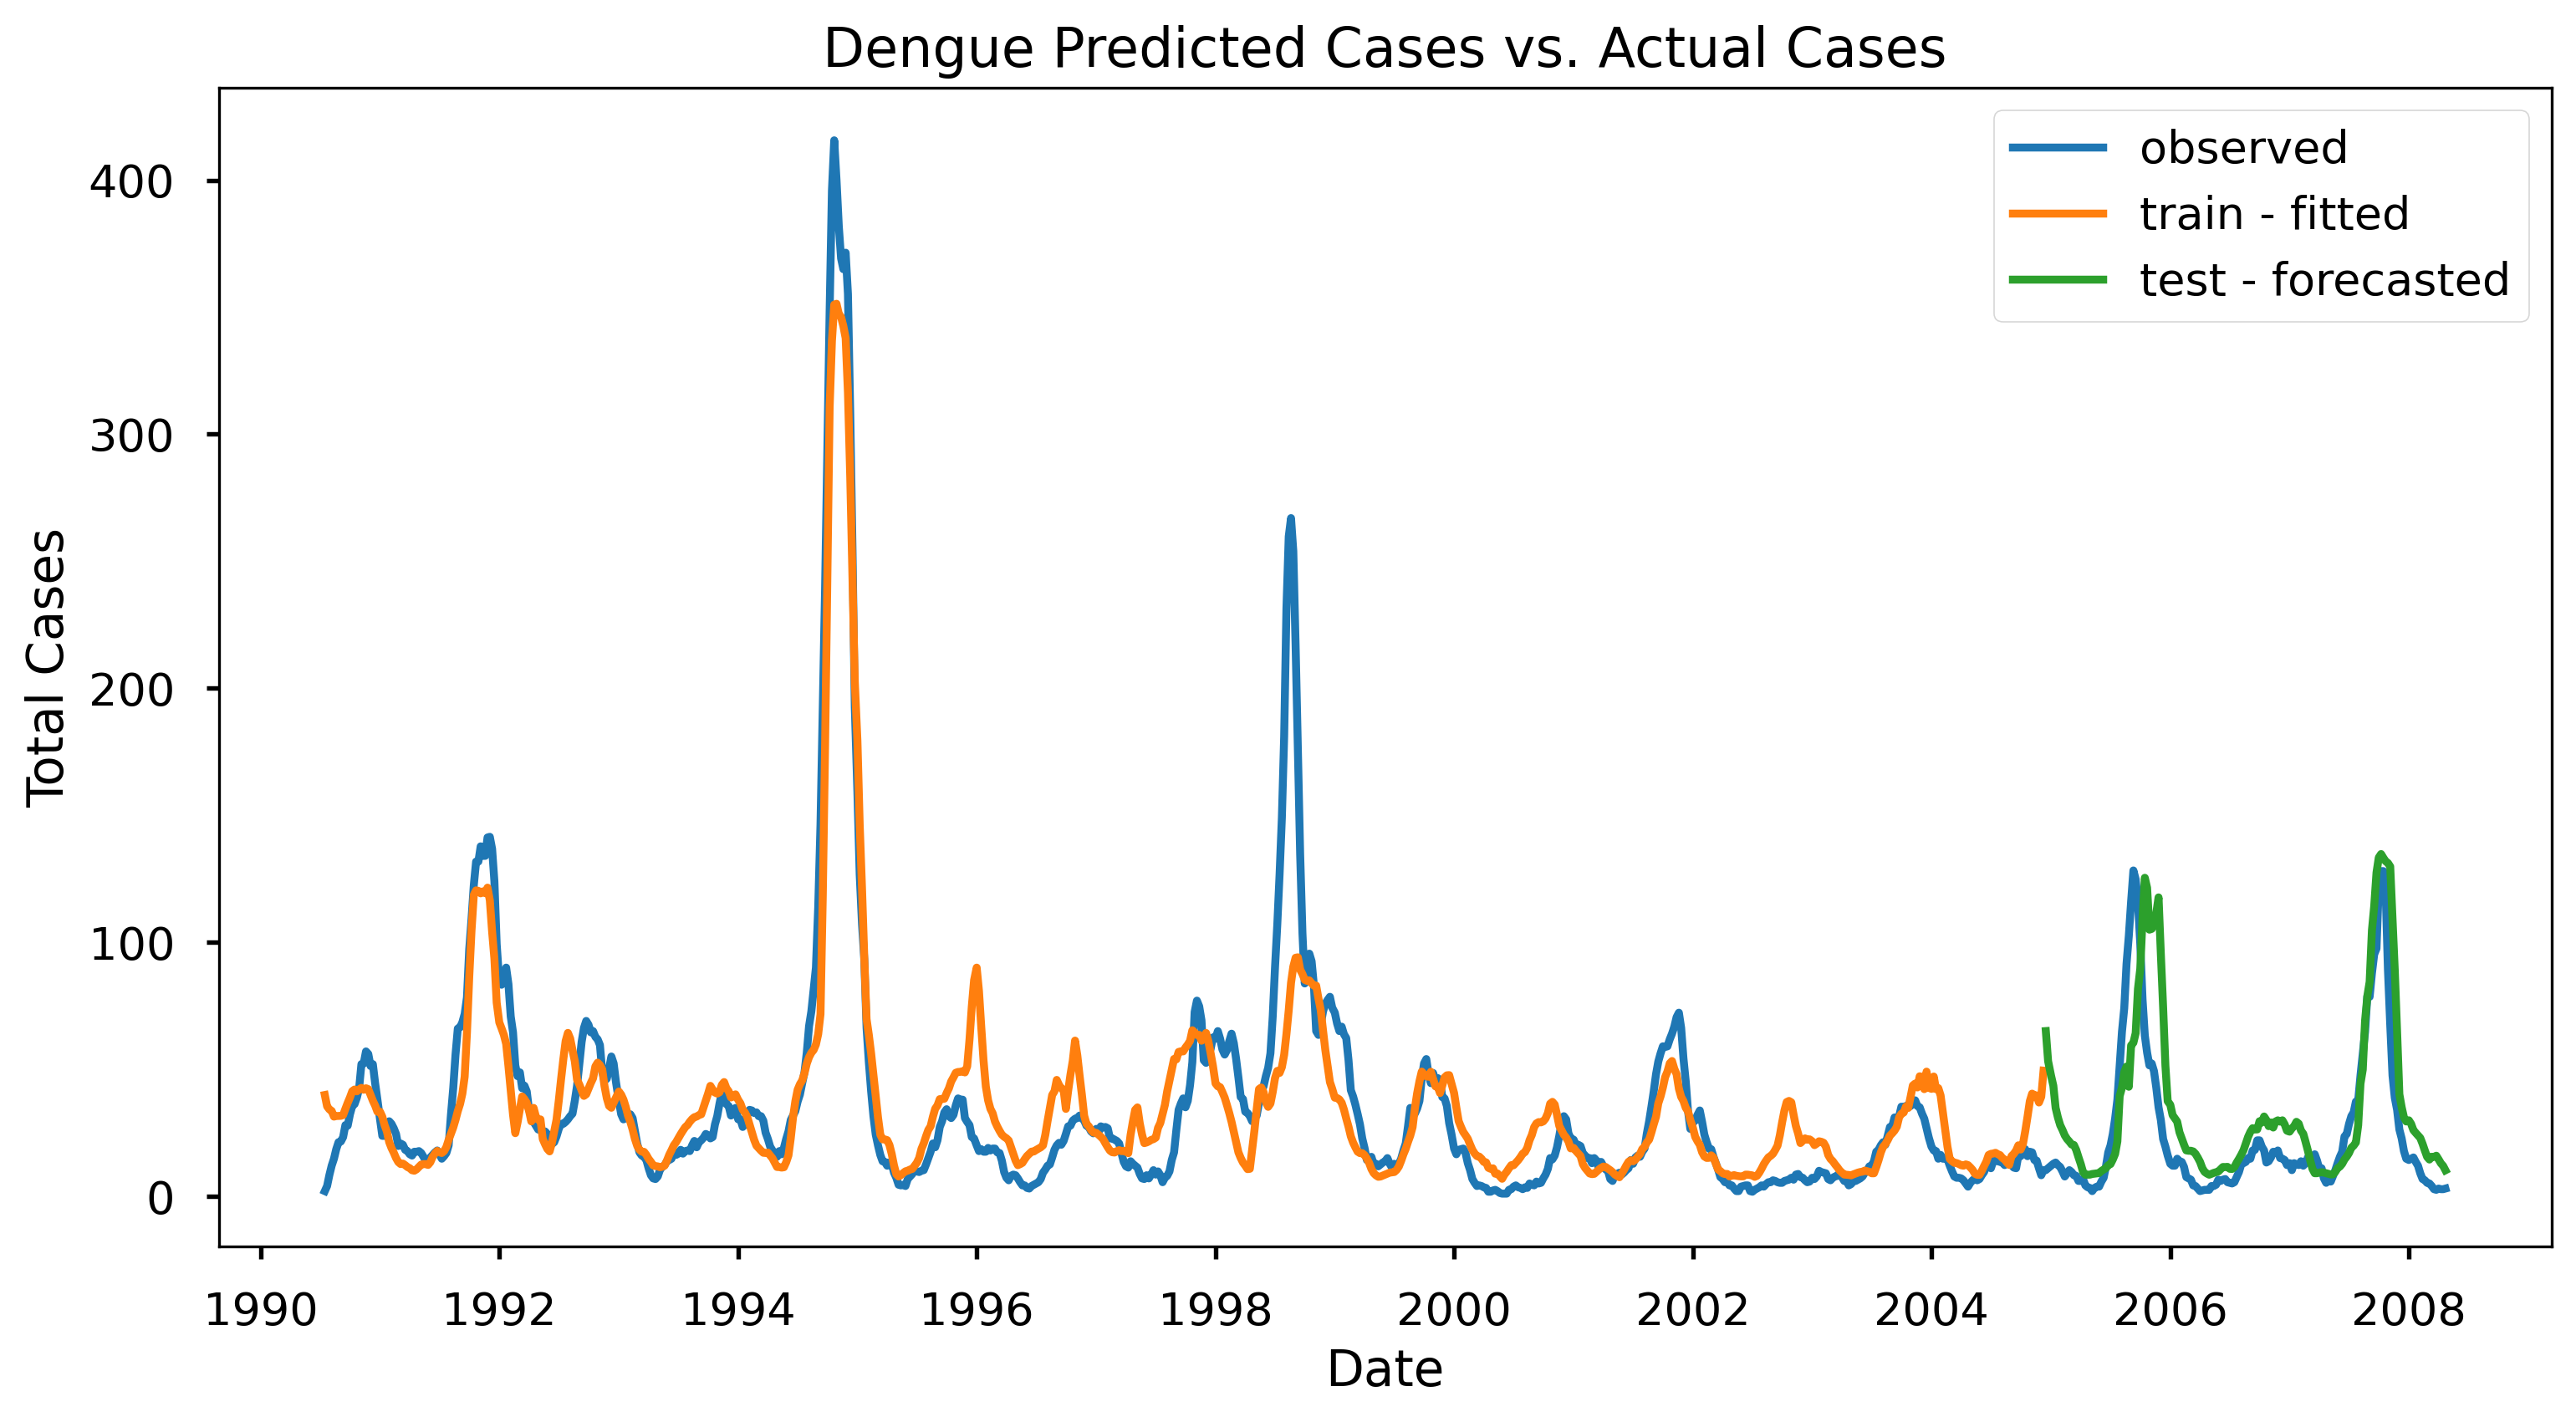 Dengue Predicted Cases vs. Actual Cases
observed
train - fitted
test - forecasted
400
300
200
100
0
Total Cases
1990 1992 1994 1996 1998 2000 2002 2004 2006 2008
Date